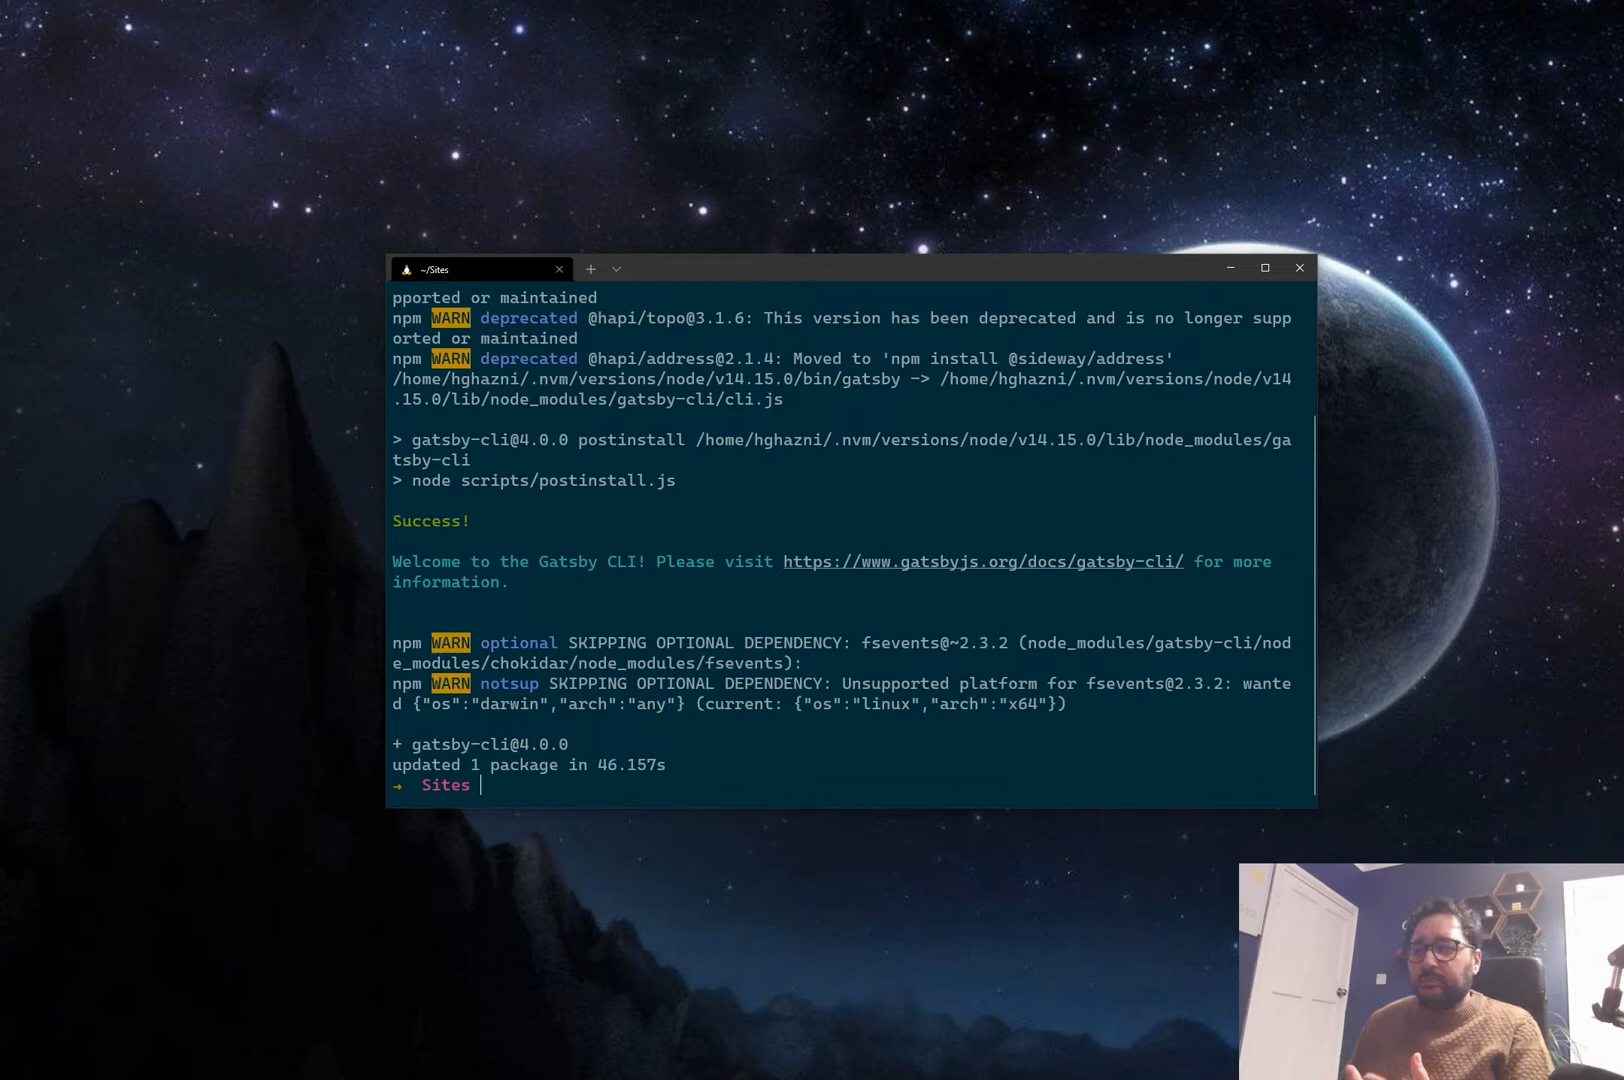 ~/Sites
pported or maintained
npm WARN deprecated @hapi/topo@3.1.6: This version has been deprecated and is no longer supp
orted or maintained
npm WARN deprecated @hapi/address@2.1.4: Moved to 'npm install @sideway/address'
/home/hghazni/.nvm/versions/node/v14.15.0/bin/gatsby -> /home/hghazni/.nvm/versions/node/v14
.15.0/lib/node_modules/gatsby-cli/cli.js
> gatsby-cli@4.0.0 postinstall /home/hghazni/.nvm/versions/node/v14.15.0/lib/node_modules/ga
tsby-cli
> node scripts/postinstall.js
Success!
Welcome to the Gatsby CLI! Please visit https://www.gatsbyjs.org/docs/gatsby-cli/ for more
information.
npm WARN optional SKIPPING OPTIONAL DEPENDENCY: fsevents@~2.3.2 (node_modules/gatsby-cli/nod
e_modules/chokidar/node_modules/fsevents):
npm WARN notsup SKIPPING OPTIONAL DEPENDENCY: Unsupported platform for fsevents@2.3.2: wante
d {"os":"darwin","arch":"any"} (current: {"os":"linux","arch":"x64"})
+ gatsby-cli@4.0.0
updated 1 package in 46.157s
→ Sites